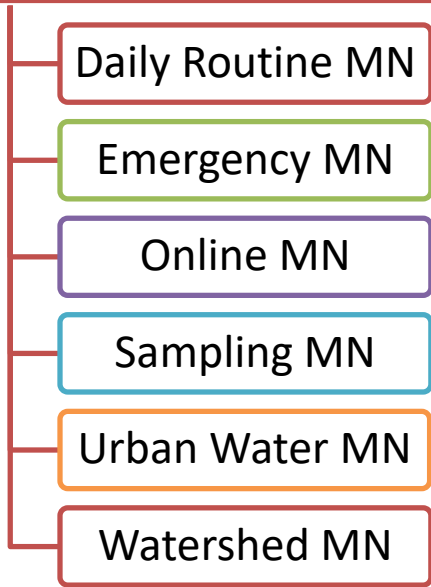 Daily Routine MN
Emergency MN
Online MN
Sampling MN
Urban Water MN
Watershed MN